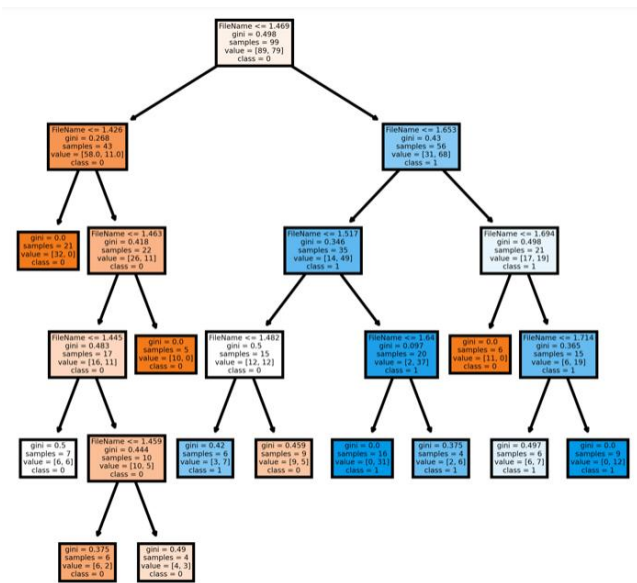 FileName <= 1.469
gini = 0.498
samples = 99
value = [89, 79]
class = 0
FileName <= 1.426
gini = 0.268
samples = 43
value = [58.0, 11.0]
class = 0
FileName <= 1.653
gini = 0.43
samples = 56
value = [31, 68]
class = 1
gini = 0.0
samples = 21
value = [32, 0]
class = 0
FileName <= 1.463
gini = 0.418
samples = 22
value = [26, 11]
class = 0
FileName <= 1.517
gini = 0.346
samples = 35
value = [14, 49]
class = 1
FileName <= 1.694
gini = 0.498
samples = 21
value = [17, 19]
class = 1
FileName <= 1.445
gini = 0.483
samples = 17
value = [16, 11]
class = 0
gini = 0.0
samples = 5
value = [10, 0]
class = 0
FileName <= 1.482
gini = 0.5
samples = 15
value = [12, 12]
class = 0
FileName <= 1.64
gini = 0.097
samples = 20
value = [2, 37]
class = 1
gini = 0.0
samples = 6
value = [11, 0]
class = 0
FileName <= 1.714
gini = 0.365
samples = 15
value = [6, 19]
class = 1
gini = 0.5
samples = 7
value = [6, 6]
class = 0
FileName <= 1.459
gini = 0.444
samples = 10
value = [10, 5]
class = 0
gini = 0.42
samples = 6
value = [3, 7]
class = 1
gini = 0.459
samples = 9
value = [9, 5]
class = 0
gini = 0.0
samples = 16
value = [0, 31]
class = 1
gini = 0.375
samples = 4
value = [2, 6]
class = 1
gini = 0.497
samples = 6
value = [6, 7]
class = 1
gini = 0.0
samples = 9
value = [0, 12]
class = 1
gini = 0.375
samples = 6
value = [6, 2]
class = 0
gini = 0.49
samples = 4
value = [4, 3]
class = 0